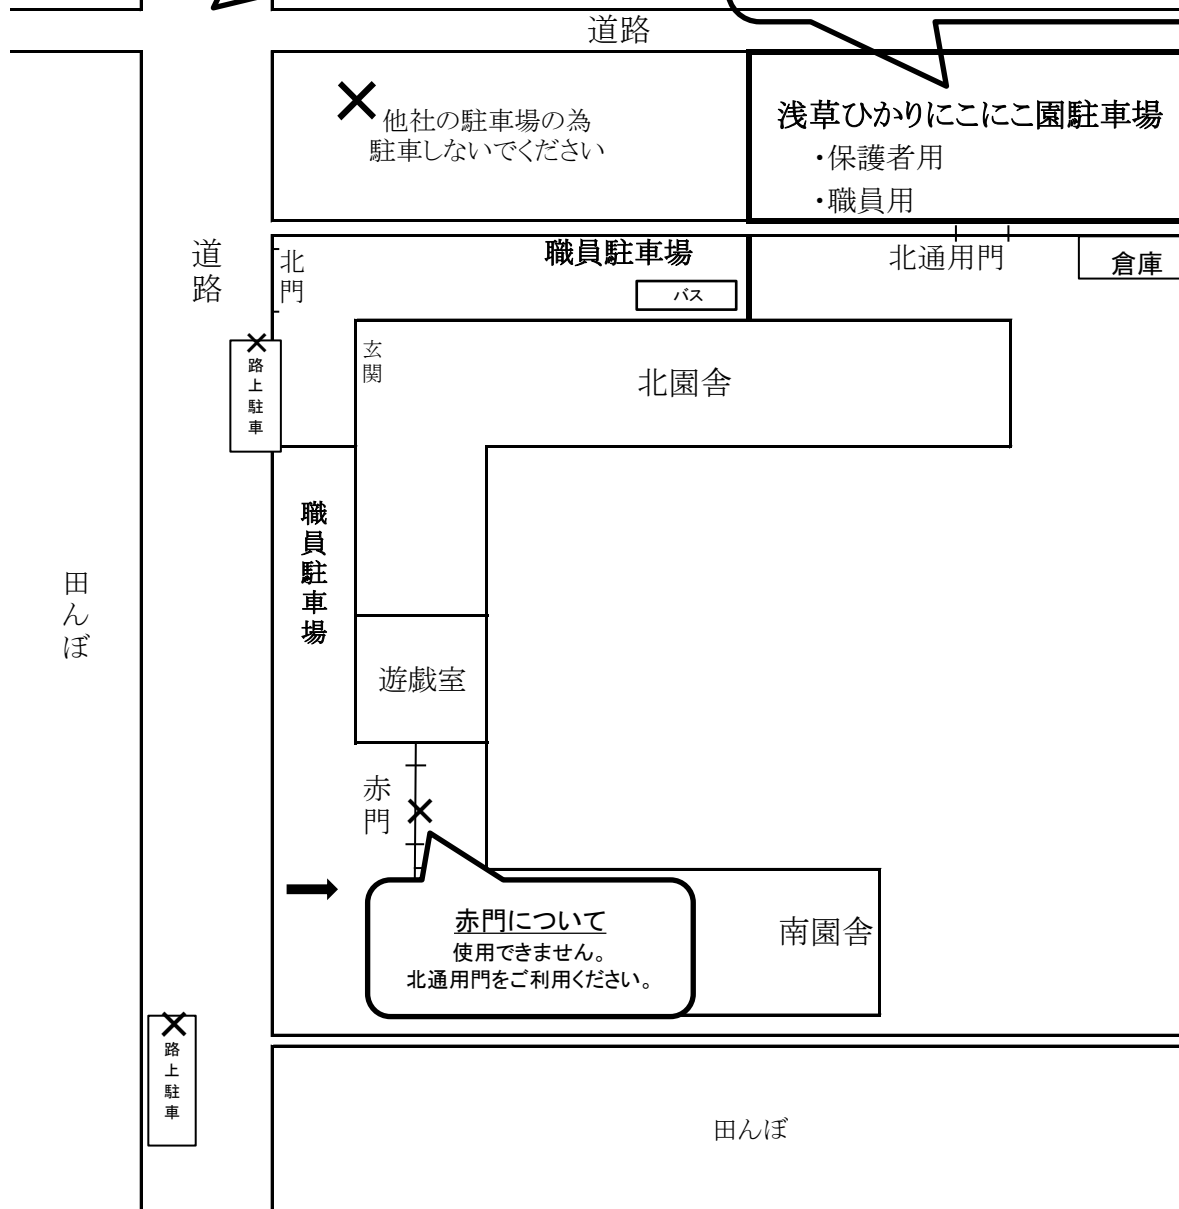 道路
他社の駐車場の為
駐車しないでください
浅草ひかりにこにこ園駐車場
・保護者用
・職員用
道路
北門
職員駐車場
バス
北通用門
倉庫
路上駐車
玄関
北園舎
職員駐車場
田んぼ
遊戯室
赤門
赤門について
使用できません。
北通用門をご利用ください。
南園舎
路上駐車
田んぼ